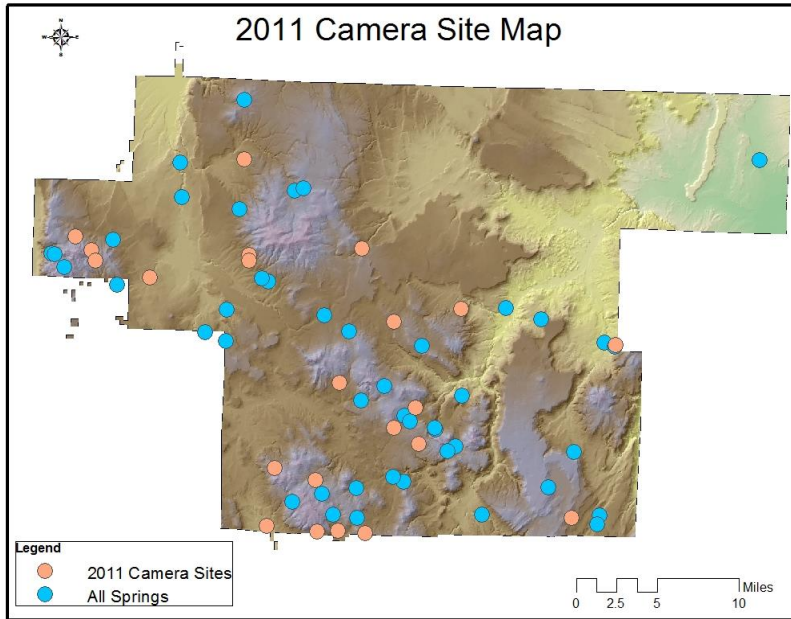 2011 Camera Site Map
N
W E
S
Legend
2011 Camera Sites
All Springs
Miles
0 2.5 5 10